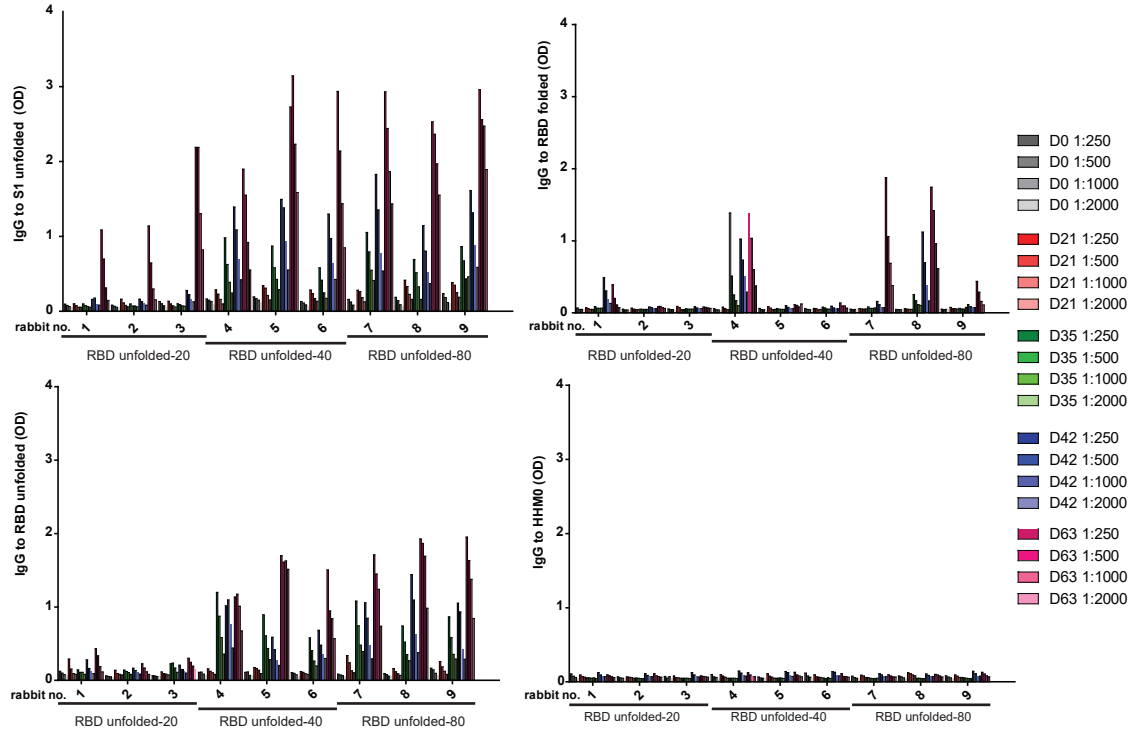 IgG to S1 unfolded (OD)
4
3
2
1
0
rabbit no.
1 2 3 4 5 6 7 8 9
RBD unfolded-20 RBD unfolded-40 RBD unfolded-80
IgG to RBD folded (OD)
4
3
2
1
0
rabbit no.
1 2 3 4 5 6 7 8 9
RBD unfolded-20 RBD unfolded-40 RBD unfolded-80
IgG to RBD unfolded (OD)
4
3
2
1
0
rabbit no.
1 2 3 4 5 6 7 8 9
RBD unfolded-20 RBD unfolded-40 RBD unfolded-80
IgG to HHM0 (OD)
4
3
2
1
0
rabbit no.
1 2 3 4 5 6 7 8 9
RBD unfolded-20 RBD unfolded-40 RBD unfolded-80
D0 1:250
D0 1:500
D0 1:1000
D0 1:2000
D21 1:250
D21 1:500
D21 1:1000
D21 1:2000
D35 1:250
D35 1:500
D35 1:1000
D35 1:2000
D42 1:250
D42 1:500
D42 1:1000
D42 1:2000
D63 1:250
D63 1:500
D63 1:1000
D63 1:2000